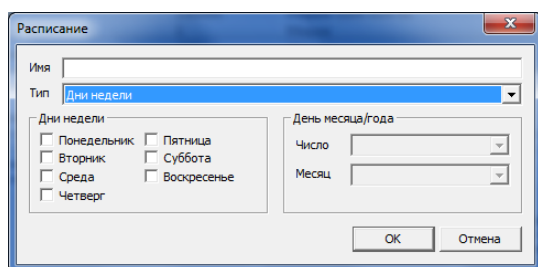 Расписание
Имя
Тип Дни недели
Дни недели
Понедельник Пятница
Вторник Суббота
Среда Воскресенье
Четверг
День месяца/года
Число
Месяц
ОК Отмена